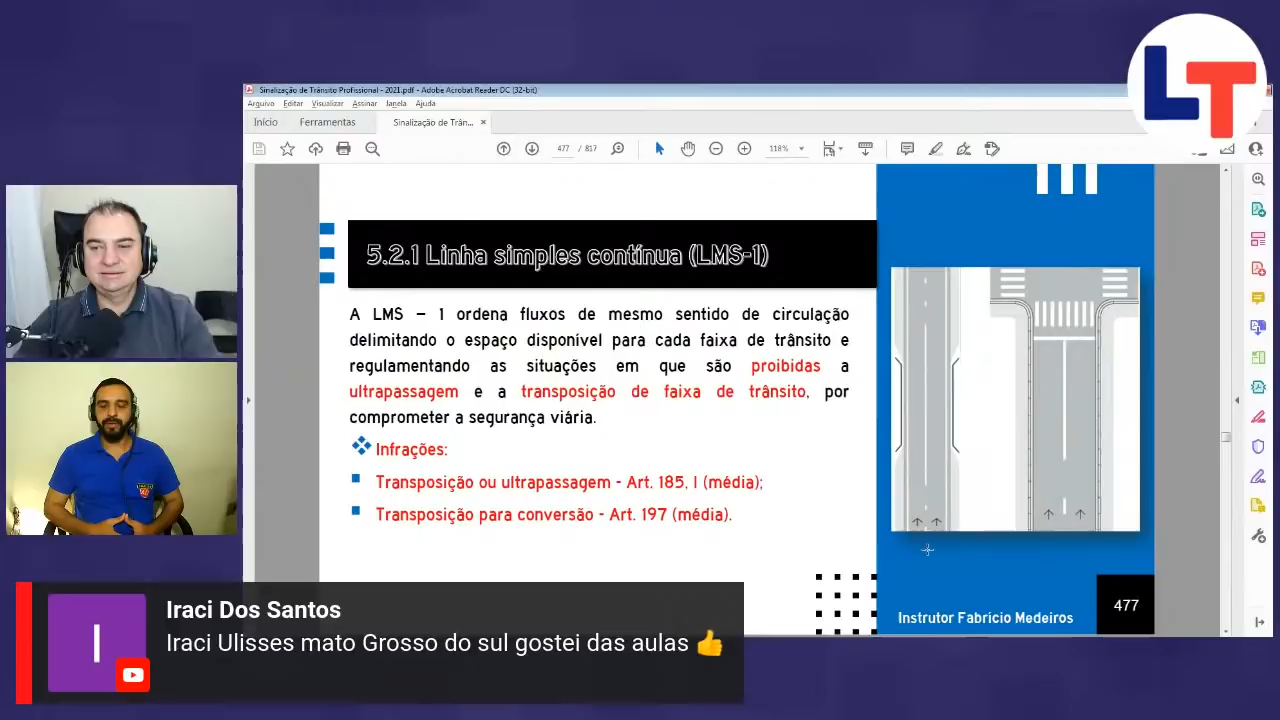 LT
Sinalização de Trânsito Profissional - 2021.pdf - Adobe Acrobat Reader DC (32-bit)
Arquivo Editar Visualizar Assinar Janela Ajuda
Início Ferramentas Sinalização de Trân... ×
477 / 817 118%
5.2.1 Linha simples contínua (LMS-1)
A LMS – 1 ordena fluxos de mesmo sentido de circulação
delimitando o espaço disponível para cada faixa de trânsito e
regulamentando as situações em que são proibidas a
ultrapassagem e a transposição de faixa de trânsito, por
comprometer a segurança viária.
Infrações:
Transposição ou ultrapassagem - Art. 185, I (média);
Transposição para conversão - Art. 197 (média).
Instrutor Fabricio Medeiros
477
I
Iraci Dos Santos
Iraci Ulisses mato Grosso do sul gostei das aulas 👍